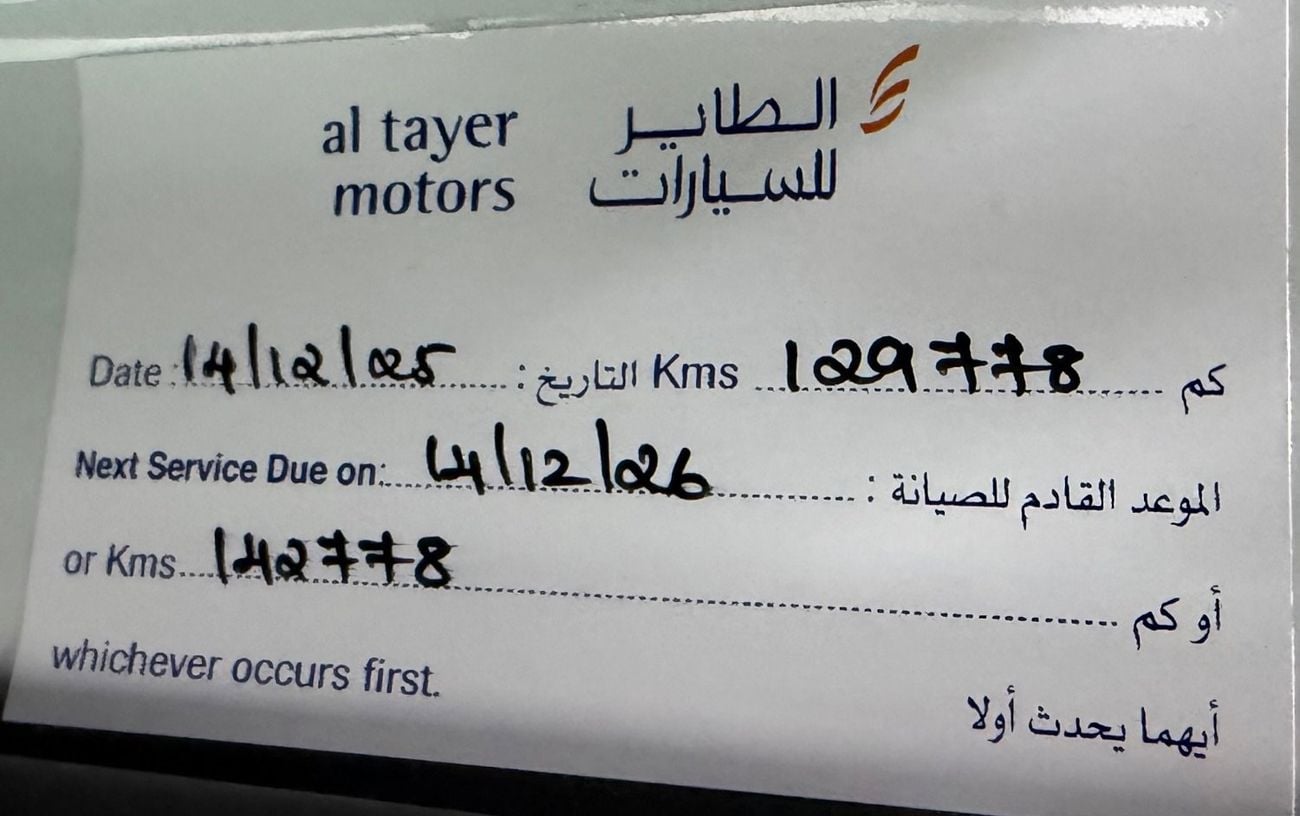 al tayer الطاير
motors للسيارات
Date : 14/12/25 التاريخ : Kms 129778 كم
Next Service Due on: 14/12/26 الموعد القادم للصيانة :
or Kms 142778 أو كم
whichever occurs first. أيهما يحدث أولا